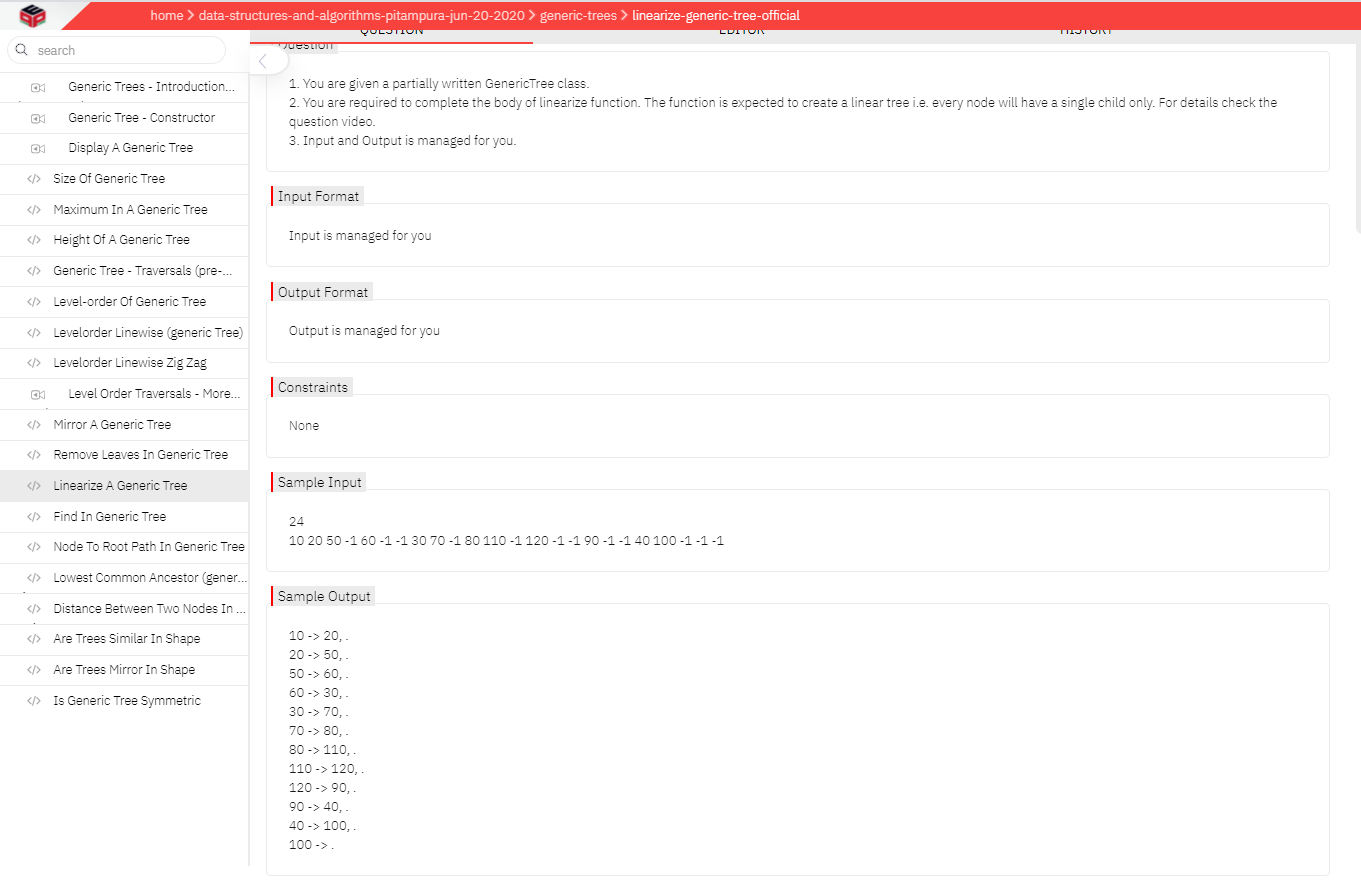 home > data-structures-and-algorithms-pitampura-jun-20-2020 > generic-trees > linearize-generic-tree-official
search
Generic Trees - Introduction...
Generic Tree - Constructor
Display A Generic Tree
Size Of Generic Tree
Maximum In A Generic Tree
Height Of A Generic Tree
Generic Tree - Traversals (pre-...
Level-order Of Generic Tree
Levelorder Linewise (generic Tree)
Levelorder Linewise Zig Zag
Level Order Traversals - More...
Mirror A Generic Tree
Remove Leaves In Generic Tree
Linearize A Generic Tree
Find In Generic Tree
Node To Root Path In Generic Tree
Lowest Common Ancestor (gener...
Distance Between Two Nodes In ...
Are Trees Similar In Shape
Are Trees Mirror In Shape
Is Generic Tree Symmetric
QUESTION EDITOR HISTORY
Question
1. You are given a partially written GenericTree class.
2. You are required to complete the body of linearize function. The function is expected to create a linear tree i.e. every node will have a single child only. For details check the
question video.
3. Input and Output is managed for you.
Input Format
Input is managed for you
Output Format
Output is managed for you
Constraints
None
Sample Input
24
10 20 50 -1 60 -1 -1 30 70 -1 80 110 -1 120 -1 -1 90 -1 -1 40 100 -1 -1 -1
Sample Output
10 -> 20, .
20 -> 50, .
50 -> 60, .
60 -> 30, .
30 -> 70, .
70 -> 80, .
80 -> 110, .
110 -> 120, .
120 -> 90, .
90 -> 40, .
40 -> 100, .
100 -> .